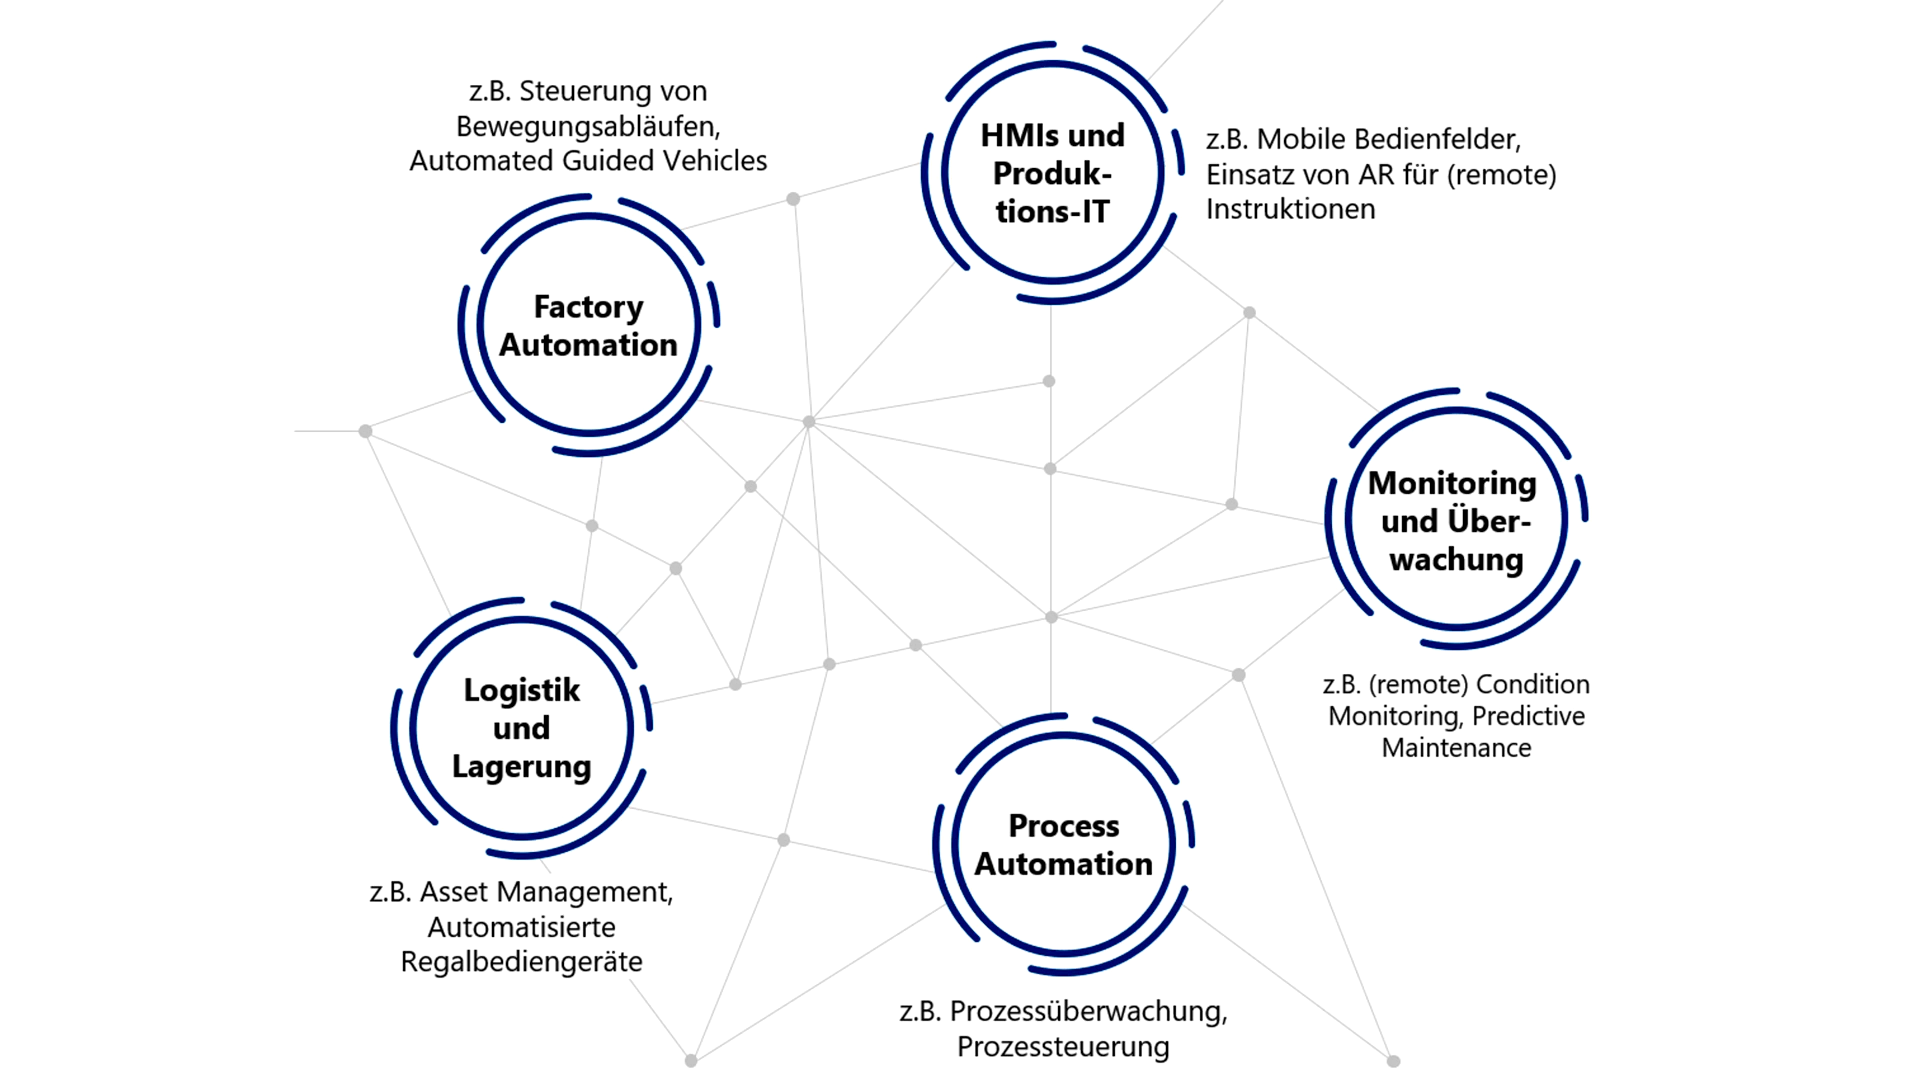 z.B. Steuerung von
Bewegungsabläufen,
Automated Guided Vehicles
Factory
Automation
HMIs und
Produk-
tions-IT
z.B. Mobile Bedienfelder,
Einsatz von AR für (remote)
Instruktionen
Monitoring
und Über-
wachung
z.B. (remote) Condition
Monitoring, Predictive
Maintenance
Logistik
und
Lagerung
z.B. Asset Management,
Automatisierte
Regalbediengeräte
Process
Automation
z.B. Prozessüberwachung,
Prozessteuerung